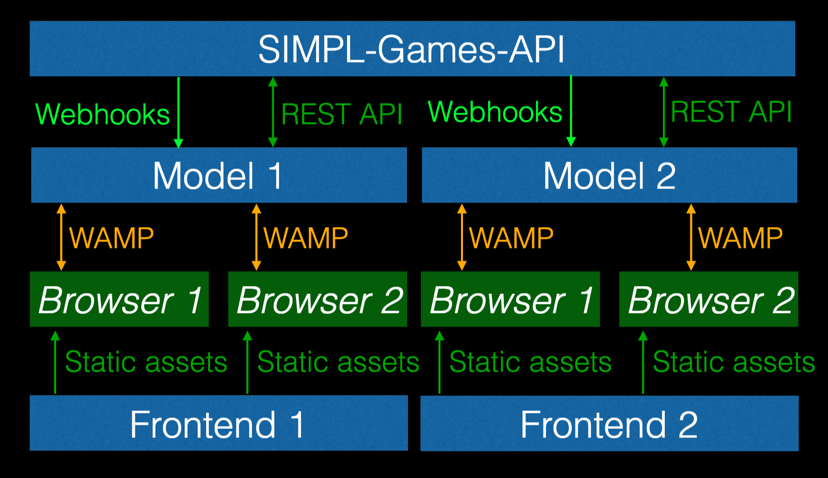 SIMPL-Games-API
Webhooks REST API Webhooks REST API
Model 1 Model 2
WAMP WAMP WAMP WAMP
Browser 1 Browser 2 Browser 1 Browser 2
Static assets Static assets Static assets Static assets
Frontend 1 Frontend 2